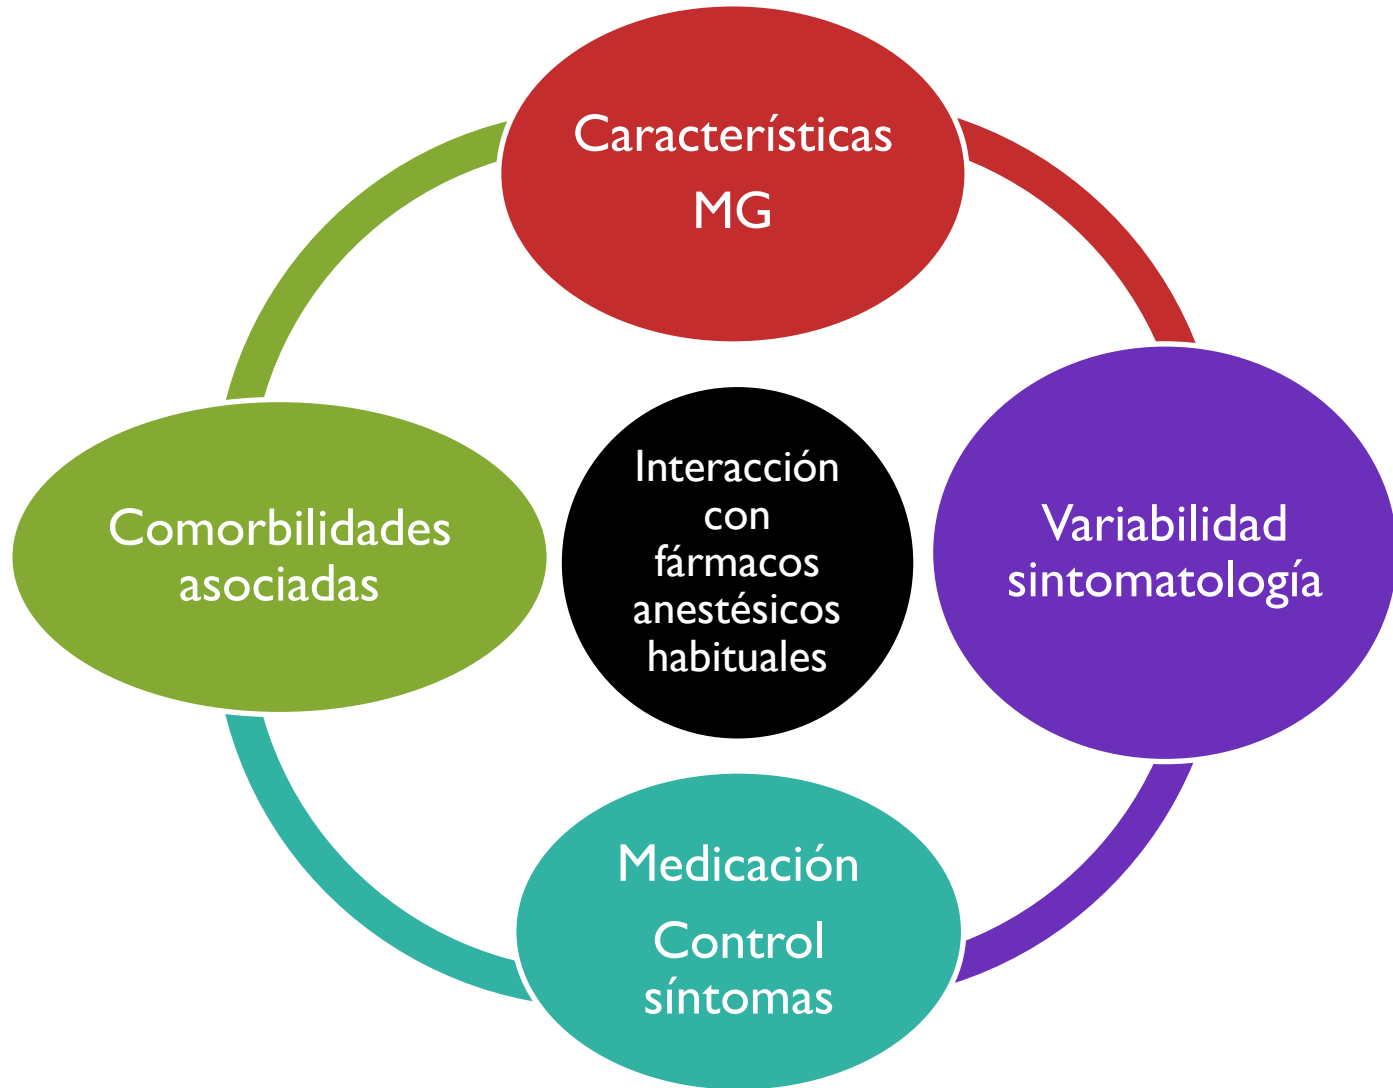 Características
MG
Interacción
con
fármacos
anestésicos
habituales
Comorbilidades
asociadas
Variabilidad
sintomatología
Medicación
Control
síntomas